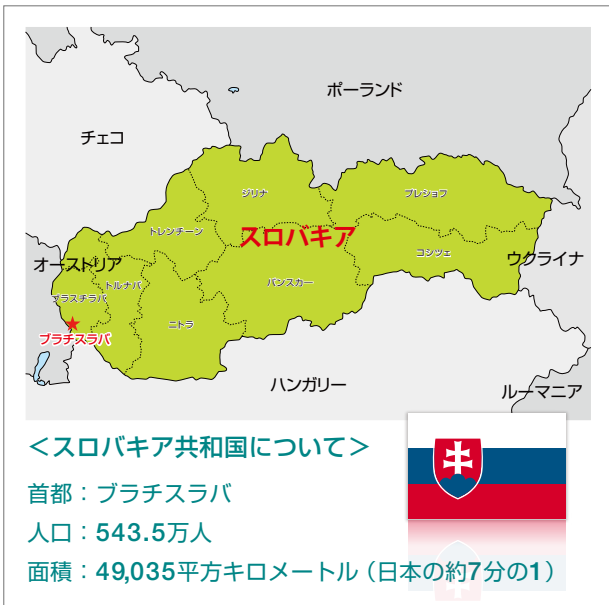 ポーランド
チェコ
ジリナ
プレショフ
トレンチーン
スロバキア
コシツェ
ウクライナ
オーストリア
トルナバ
バンスカー
ブラスチラバ
ニトラ
ブラチスラバ
ハンガリー
ルーマニア
＜スロバキア共和国について＞
首都：ブラチスラバ
人口：543.5万人
面積：49,035平方キロメートル（日本の約7分の1）